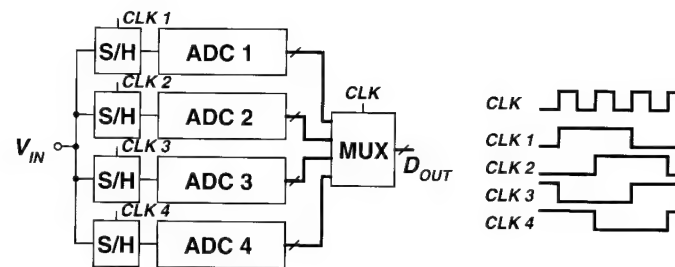 CLK 1
S/H
ADC 1
CLK 2
S/H
ADC 2
CLK 3
S/H
ADC 3
CLK 4
S/H
ADC 4
V_IN
CLK
MUX
D_OUT
CLK
CLK 1
CLK 2
CLK 3
CLK 4